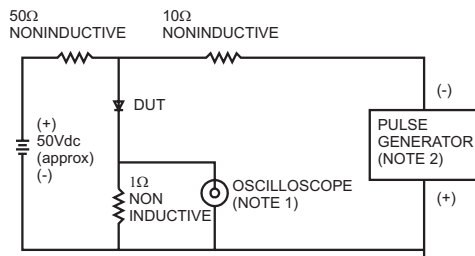 50Ω
NONINDUCTIVE
10Ω
NONINDUCTIVE
(+)
50Vdc
(approx)
(-)
DUT
1Ω
NON
INDUCTIVE
OSCILLOSCOPE
(NOTE 1)
(-)
PULSE
GENERATOR
(NOTE 2)
(+)